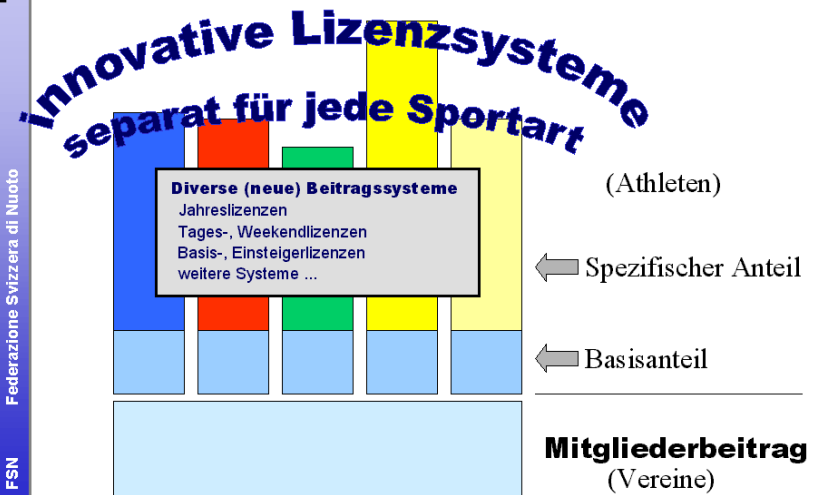 innovative Lizenzsysteme
separat für jede Sportart
Diverse (neue) Beitragssysteme
Jahreslizenzen
Tages-, Weekendlizenzen
Basis-, Einsteigerlizenzen
weitere Systeme ...
(Athleten)
Spezifischer Anteil
Basisanteil
Mitgliederbeitrag
(Vereine)
FSN Federazione Svizzera di Nuoto